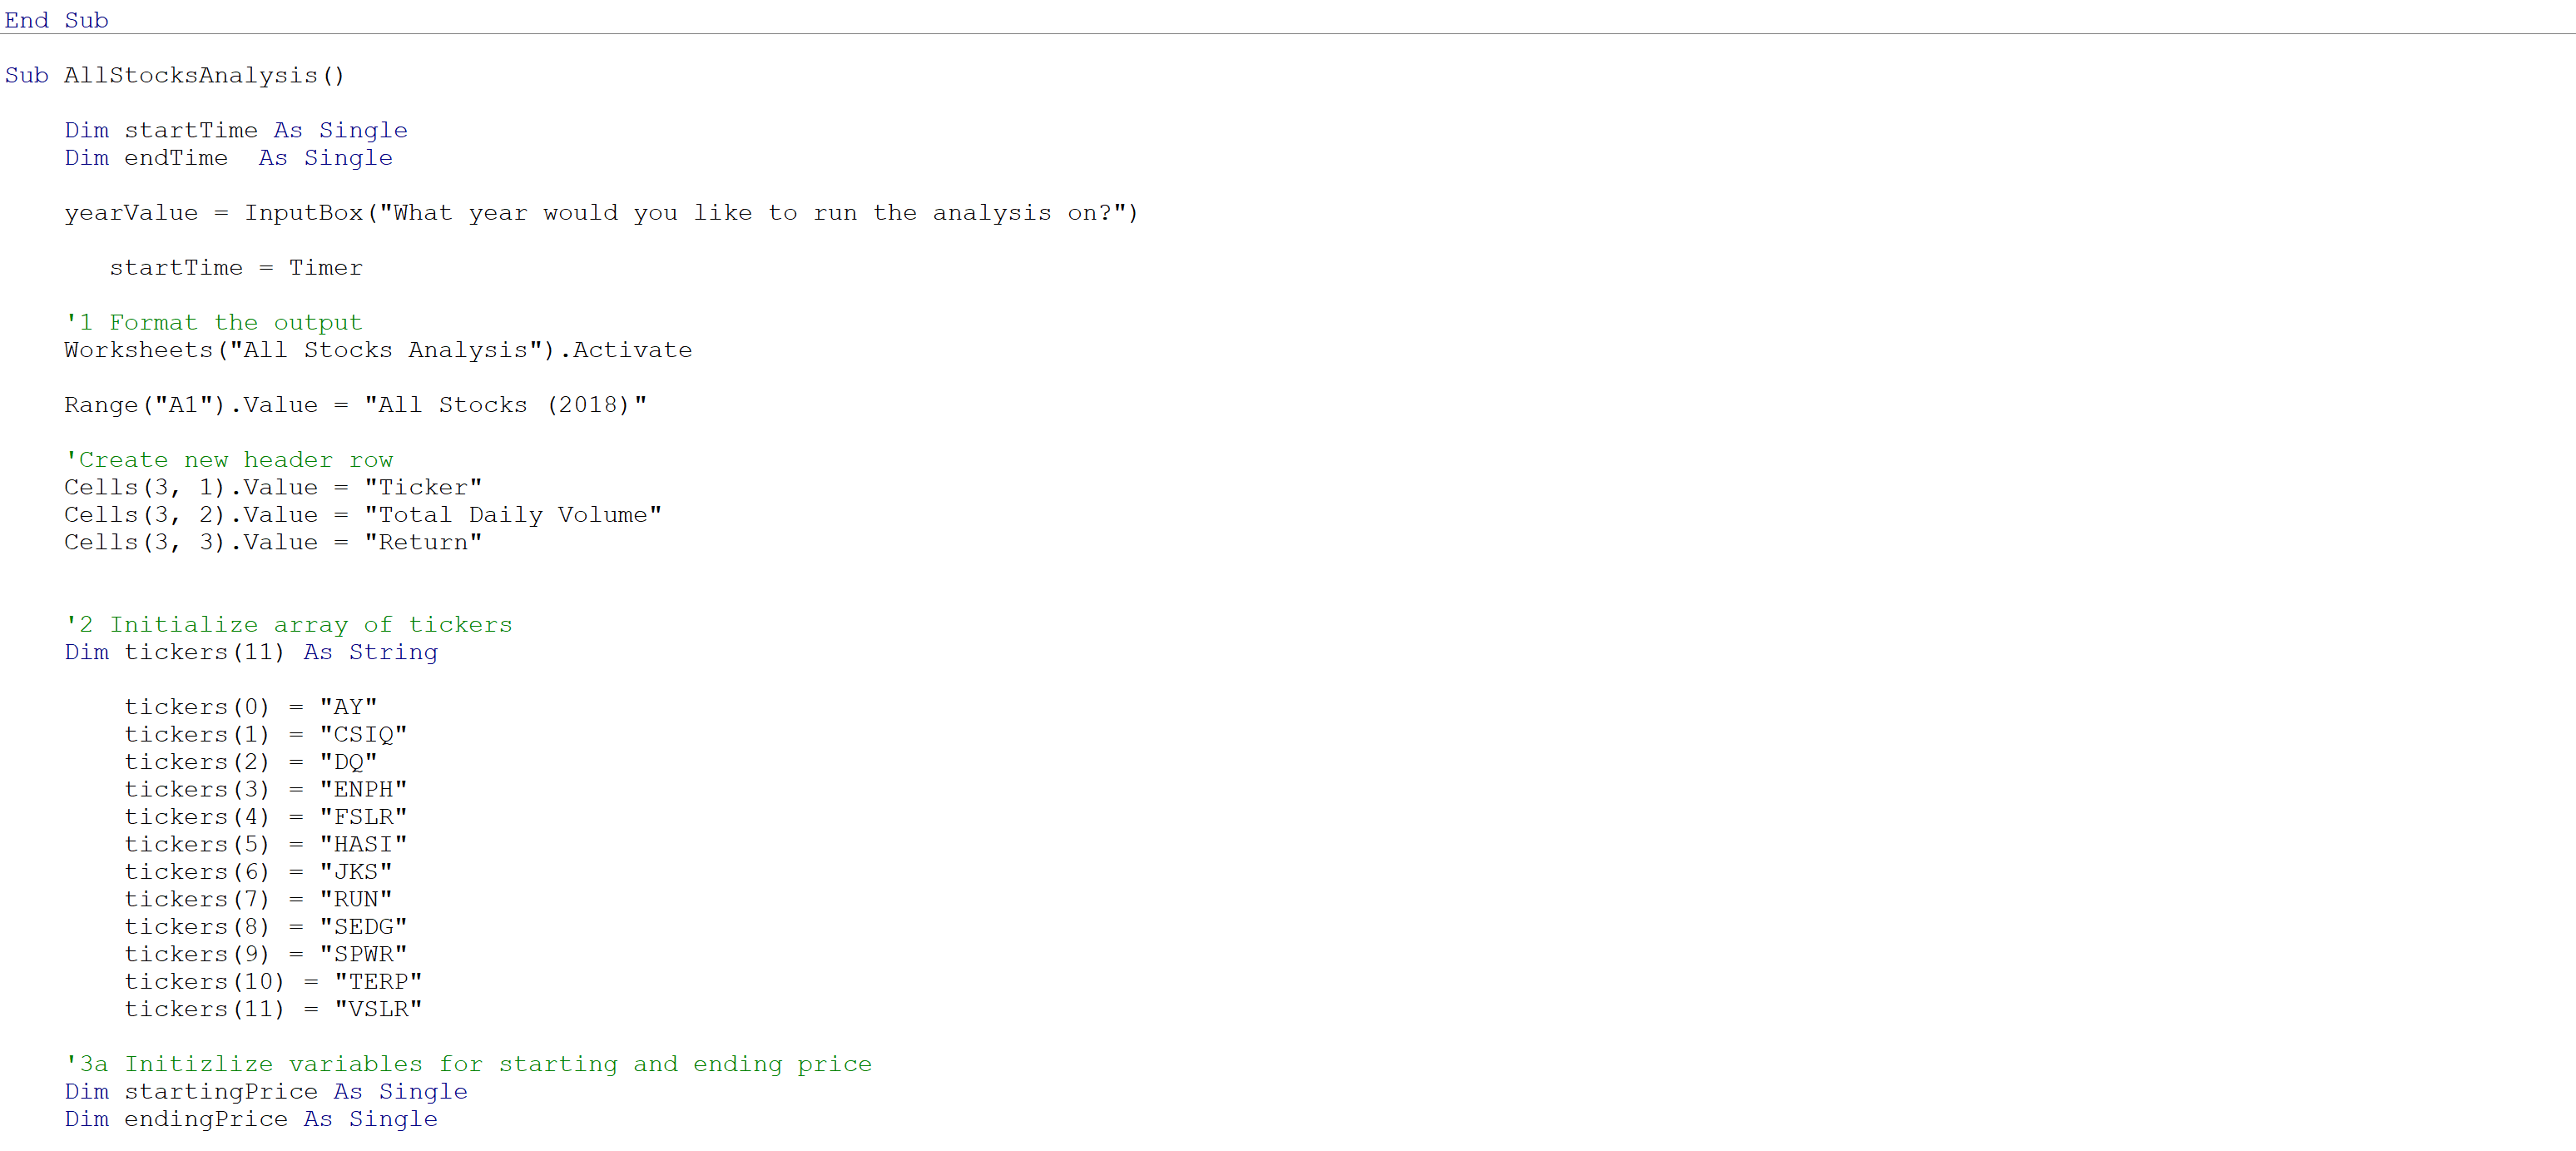 End Sub
Sub AllStocksAnalysis()
Dim startTime As Single
Dim endTime  As Single
yearValue = InputBox("What year would you like to run the analysis on?")
startTime = Timer
'1 Format the output
Worksheets("All Stocks Analysis").Activate
Range("A1").Value = "All Stocks (2018)"
'Create new header row
Cells(3, 1).Value = "Ticker"
Cells(3, 2).Value = "Total Daily Volume"
Cells(3, 3).Value = "Return"
'2 Initialize array of tickers
Dim tickers(11) As String
tickers(0) = "AY"
tickers(1) = "CSIQ"
tickers(2) = "DQ"
tickers(3) = "ENPH"
tickers(4) = "FSLR"
tickers(5) = "HASI"
tickers(6) = "JKS"
tickers(7) = "RUN"
tickers(8) = "SEDG"
tickers(9) = "SPWR"
tickers(10) = "TERP"
tickers(11) = "VSLR"
'3a Initizlize variables for starting and ending price
Dim startingPrice As Single
Dim endingPrice As Single